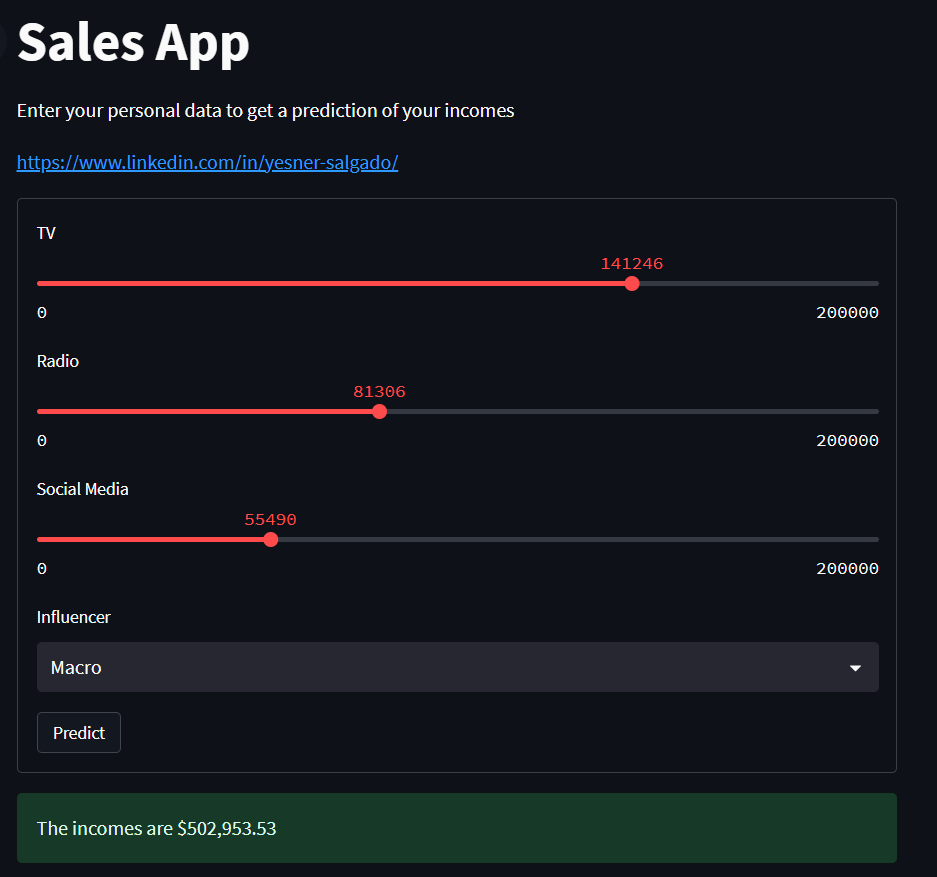 Sales App
Enter your personal data to get a prediction of your incomes
https://www.linkedin.com/in/yesner-salgado/
TV
141246
0 200000
Radio
81306
0 200000
Social Media
55490
0 200000
Influencer
Macro
Predict
The incomes are $502,953.53